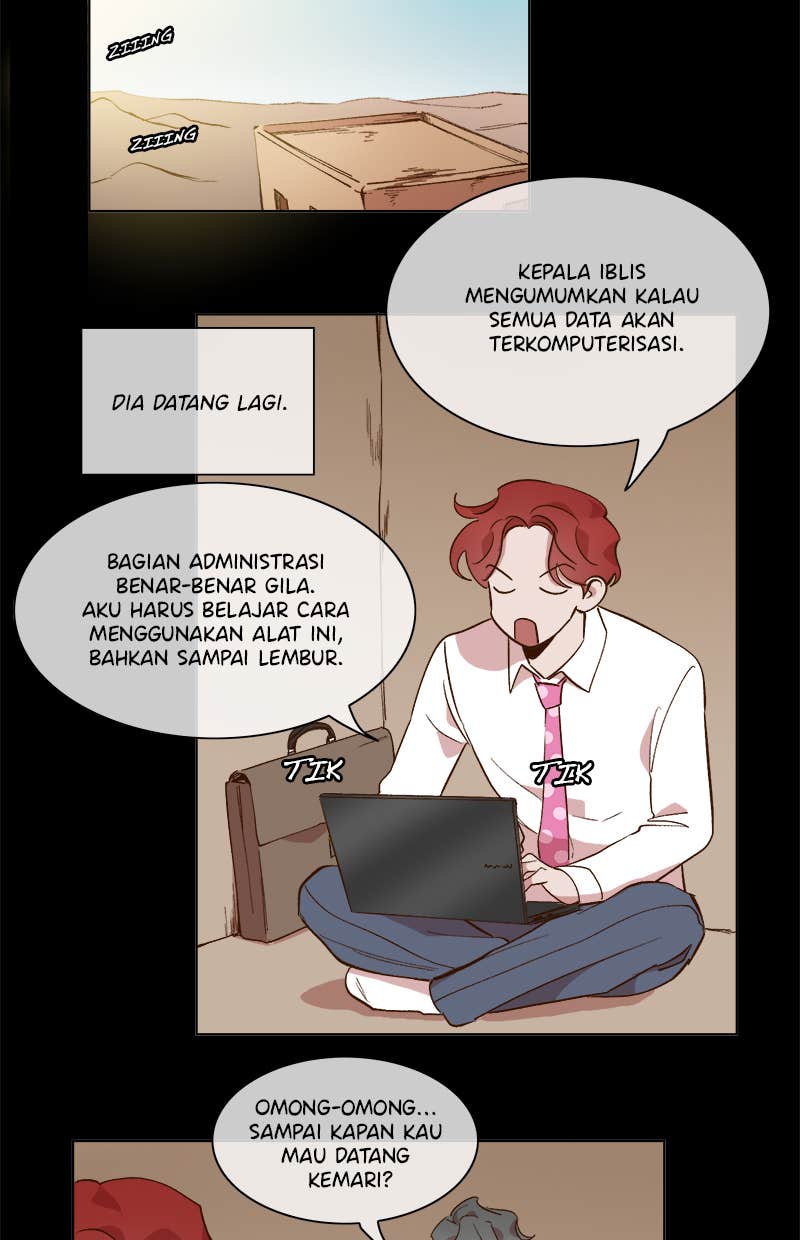 ZIIING
ZIIING
KEPALA IBLIS
MENGUMUMKAN KALAU
SEMUA DATA AKAN
TERKOMPUTERISASI.
DIA DATANG LAGI.
BAGIAN ADMINISTRASI
BENAR-BENAR GILA.
AKU HARUS BELAJAR CARA
MENGGUNAKAN ALAT INI,
BAHKAN SAMPAI LEMBUR.
TIK
TIK
OMONG-OMONG...
SAMPAI KAPAN KAU
MAU DATANG
KEMARI?